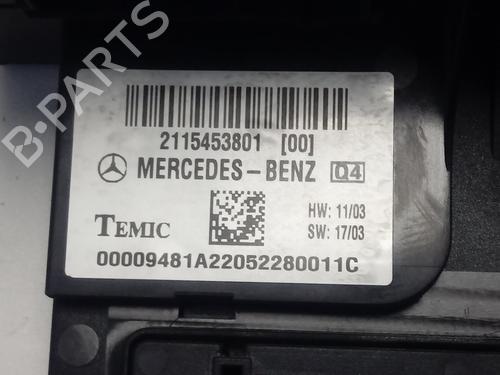 B-PARTS
2115453801 [00]
MERCEDES-BENZ Q4
TEMIC
HW: 11/03
SW: 17/03
00009481A22052280011C